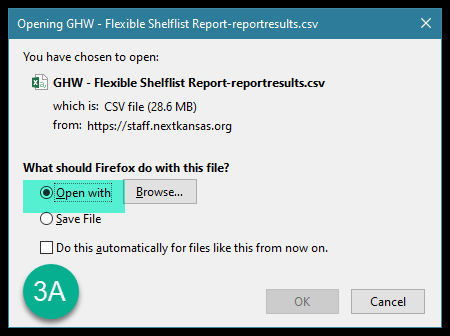 Opening GHW - Flexible Shelflist Report-reportresults.csv
You have chosen to open:
GHW - Flexible Shelflist Report-reportresults.csv
which is: CSV file (28.6 MB)
from: https://staff.nextkansas.org
What should Firefox do with this file?
Open with Browse...
Save File
Do this automatically for files like this from now on.
3A
OK Cancel